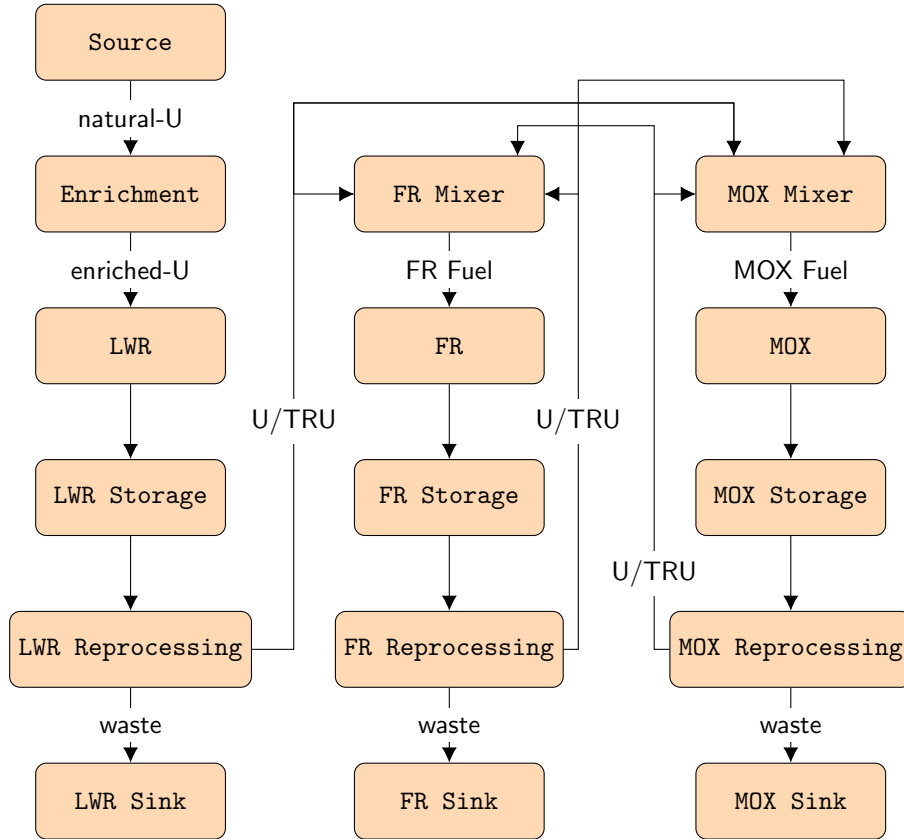 Source
natural-U
Enrichment
FR Mixer
MOX Mixer
enriched-U
FR Fuel
MOX Fuel
LWR
FR
MOX
U/TRU
U/TRU
LWR Storage
FR Storage
MOX Storage
U/TRU
LWR Reprocessing
FR Reprocessing
MOX Reprocessing
waste
waste
waste
LWR Sink
FR Sink
MOX Sink